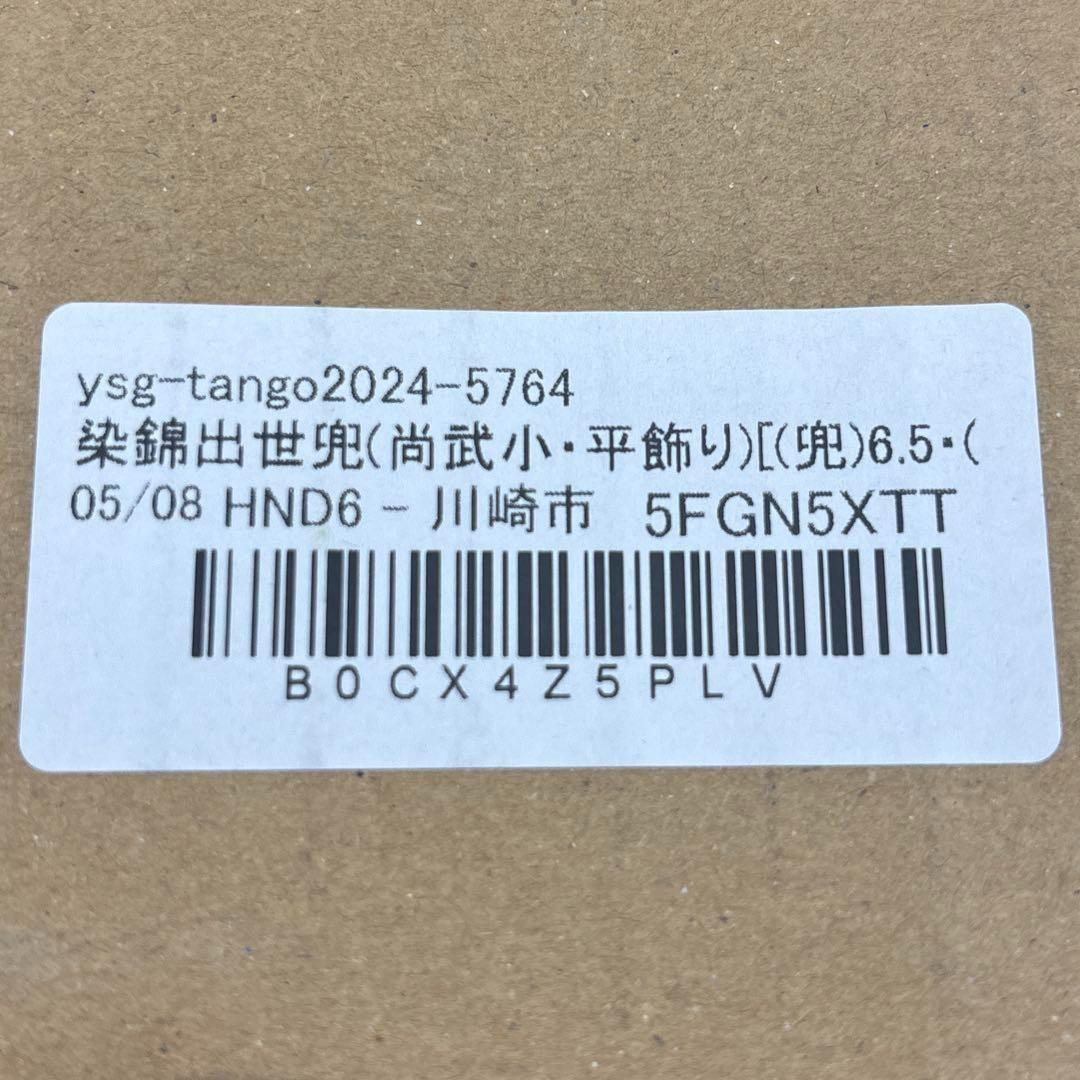 ysg-tango2024-5764
染錦出世兜(尚武小・平飾り)[(兜)6.5・(
05/08 HND6 - 川崎市 5FGN5XTT
B0CX4Z5PLV